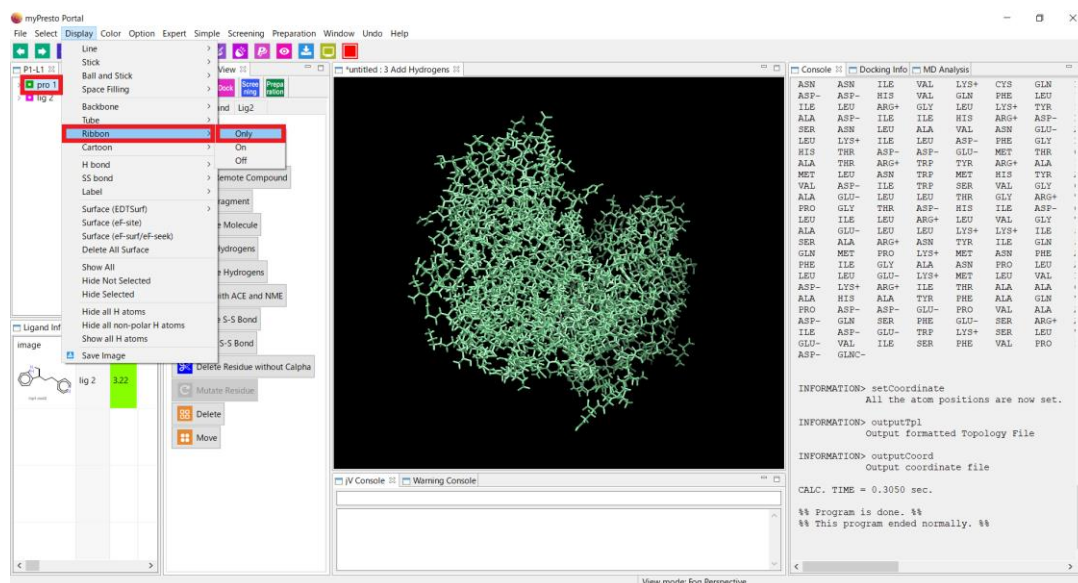 myPresto Portal
File Select Display Color Option Expert Simple Screening Preparation Window Undo Help
P1-L1
pro 1
lig 2
Line
Stick
Ball and Stick
Space Filling
Backbone
Tube
Ribbon
Cartoon
H bond
SS bond
Label
Surface (EDTSurf)
Surface (eF-site)
Surface (eF-surf/eF-seek)
Delete All Surface
Show All
Hide Not Selected
Hide Selected
Hide all H atoms
Hide all non-polar H atoms
Show all H atoms
Save Image
Only
On
Off
View
Dock
Scree
ning
Prepa
ration
Lig2
Compound
Molecule
Hydrogens
ACE and NME
S-S Bond
S-S Bond
Delete Residue without Calpha
Mutate Residue
Delete
Move
Ligand Inf
image
lig 2 3.22
*untitled : 3 Add Hydrogens
jV Console Warning Console
View mode: Fog Perspective
Console Docking Info MD Analysis
ASN ASN ILE VAL LYS+ CYS GLN
ASP- ASP- HIS VAL GLN PHE LEU
ILE LEU ARG+ GLY LEU LYS+ TYR
ALA ASP- ILE ILE HIS ARG+ ASP-
SER ASN LEU ALA VAL ASN GLU-
LEU LYS+ ILE LEU ASP- PHE GLY
HIS THR ASP- ASP- GLU- MET THR
ALA THR ARG+ TRP TYR ARG+ ALA
MET LEU ASN TRP MET HIS TYR
VAL ASP- ILE TRP SER VAL GLY
ALA GLU- LEU LEU THR GLY ARG+
PRO GLY THR ASP- HIS ILE ASP-
LEU ILE LEU ARG+ LEU VAL GLY
ALA GLU- LEU LEU LYS+ LYS+ ILE
SER ALA ARG+ ASN TYR ILE GLN
GLN MET PRO LYS+ MET ASN PHE
PHE ILE GLY ALA ASN PRO LEU
LEU LEU GLU- LYS+ MET LEU VAL
ASP- LYS+ ARG+ ILE THR ALA ALA
ALA HIS ALA TYR PHE ALA GLN
PRO ASP- ASP- GLU- PRO VAL ALA
ASP- GLN SER PHE GLU- SER ARG+
ILE ASP- GLU- TRP LYS+ SER LEU
GLU- VAL ILE SER PHE VAL PRO
ASP- GLNC-
INFORMATION> setCoordinate
All the atom positions are now set.
INFORMATION> outputTpl
Output formatted Topology File
INFORMATION> outputCoord
Output coordinate file
CALC. TIME = 0.3050 sec.
%% Program is done. %%
%% This program ended normally. %%